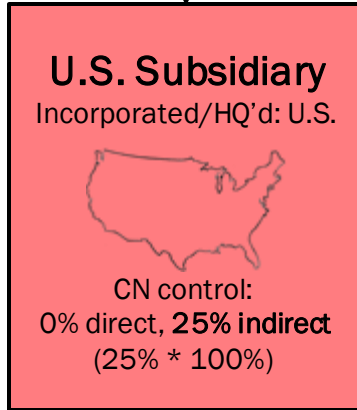 U.S. Subsidiary
Incorporated/HQ'd: U.S.
CN control:
0% direct, 25% indirect
(25% * 100%)